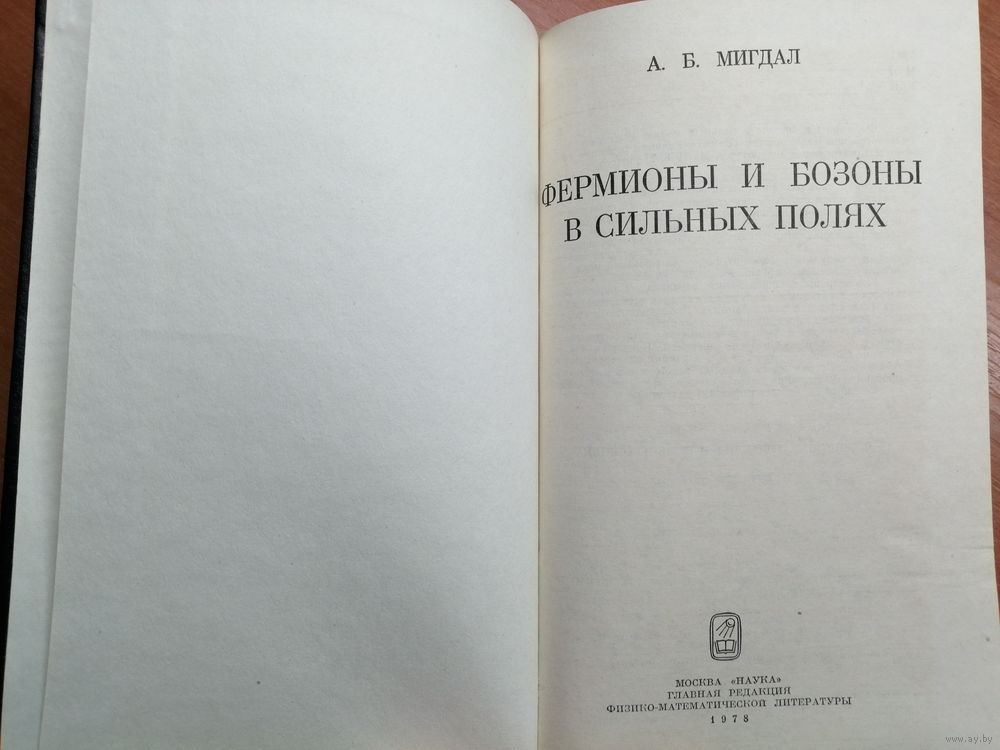 А. Б. МИГДАЛ
ФЕРМИОНЫ И БОЗОНЫ
В СИЛЬНЫХ ПОЛЯХ
МОСКВА «НАУКА»
ГЛАВНАЯ РЕДАКЦИЯ
ФИЗИКО-МАТЕМАТИЧЕСКОЙ ЛИТЕРАТУРЫ
1978
www.ay.by